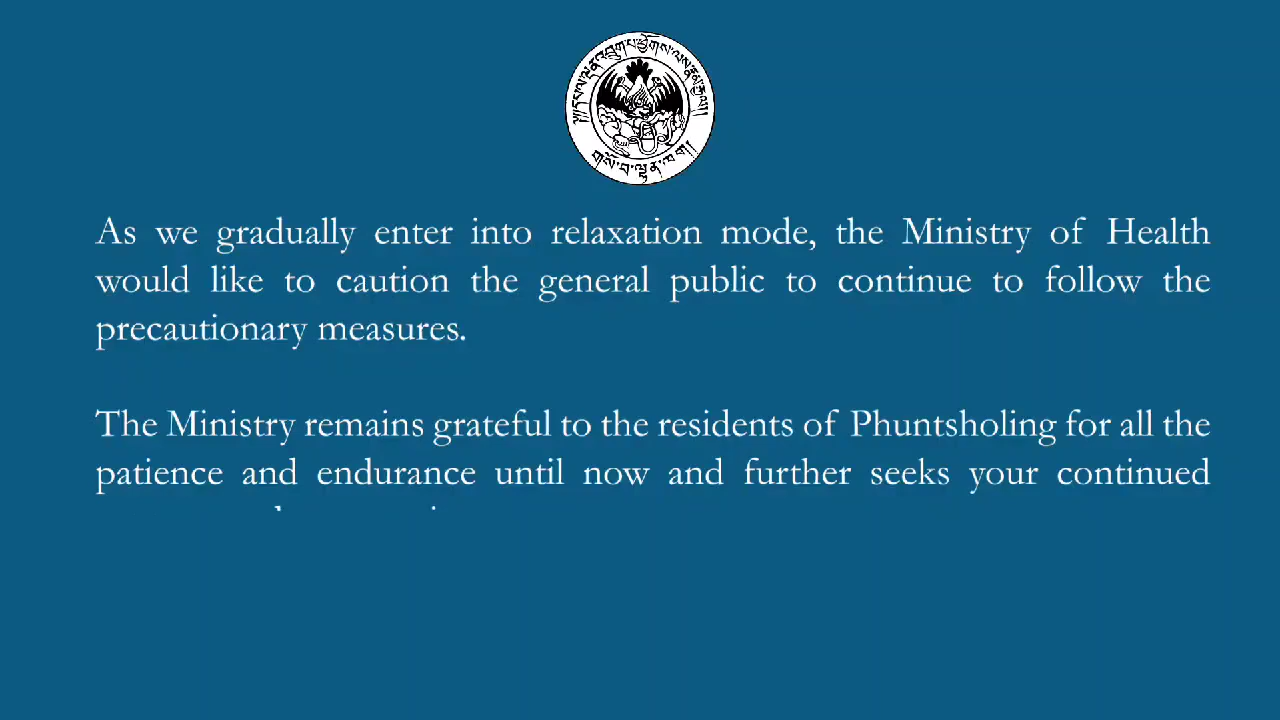 As we gradually enter into relaxation mode, the Ministry of Health
would like to caution the general public to continue to follow the
precautionary measures.
The Ministry remains grateful to the residents of Phuntsholing for all the
patience and endurance until now and further seeks your continued